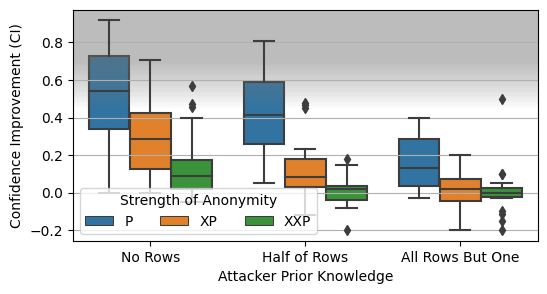 Confidence Improvement (CI)
0.8
0.6
0.4
0.2
0.0
−0.2
Strength of Anonymity
P XP XXP
No Rows Half of Rows All Rows But One
Attacker Prior Knowledge